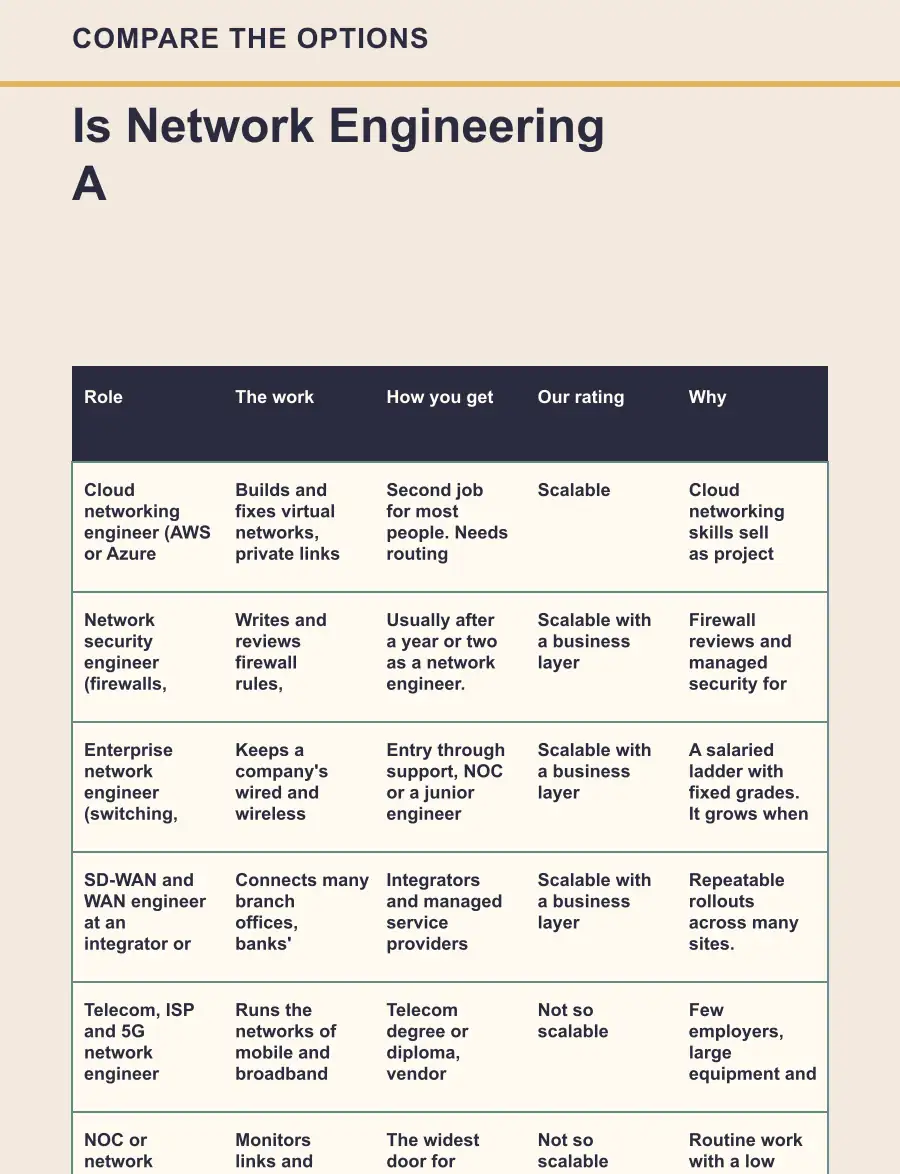 COMPARE THE OPTIONS
Is Network Engineering
A
Role
The work
How you get
Our rating
Why
Cloud
networking
engineer (AWS
or Azure
Builds and
fixes virtual
networks,
private links
Second job
for most
people. Needs
routing
Scalable
Cloud
networking
skills sell
as project
Network
security
engineer
(firewalls,
Writes and
reviews
firewall
rules,
Usually after
a year or two
as a network
engineer.
Scalable with
a business
layer
Firewall
reviews and
managed
security for
Enterprise
network
engineer
(switching,
Keeps a
company's
wired and
wireless
Entry through
support, NOC
or a junior
engineer
Scalable with
a business
layer
A salaried
ladder with
fixed grades.
It grows when
SD-WAN and
WAN engineer
at an
integrator or
Connects many
branch
offices,
banks'
Integrators
and managed
service
providers
Scalable with
a business
layer
Repeatable
rollouts
across many
sites.
Telecom, ISP
and 5G
network
engineer
Runs the
networks of
mobile and
broadband
Telecom
degree or
diploma,
vendor
Not so
scalable
Few
employers,
large
equipment and
NOC or
network
Monitors
links and
The widest
door for
Not so
scalable
Routine work
with a low